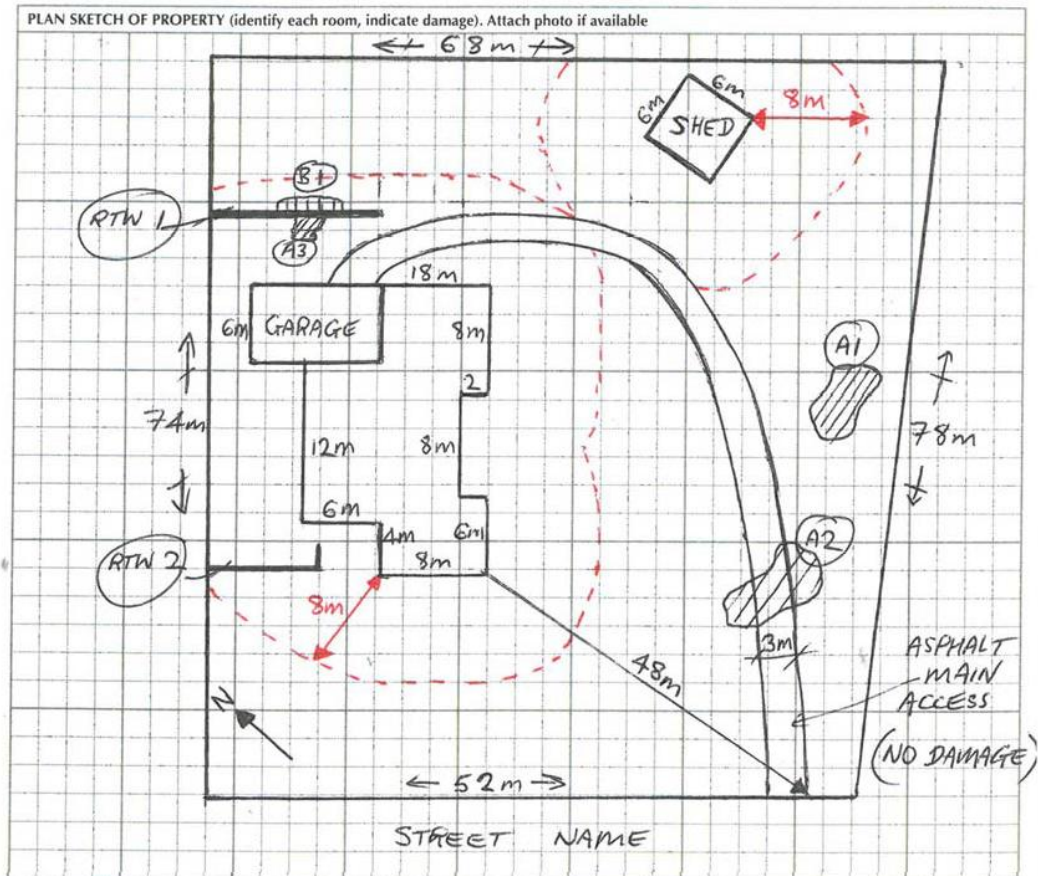 PLAN SKETCH OF PROPERTY (identify each room, indicate damage). Attach photo if available
68m
6m
6m
SHED
8m
B1
RTW 1
A3
18m
6m
GARAGE
8m
A1
2
74m
12m
8m
78m
6m
4m
6m
8m
A2
RTW 2
8m
3m
48m
ASPHALT
MAIN
ACCESS
N
(NO DAMAGE)
52m
STREET NAME